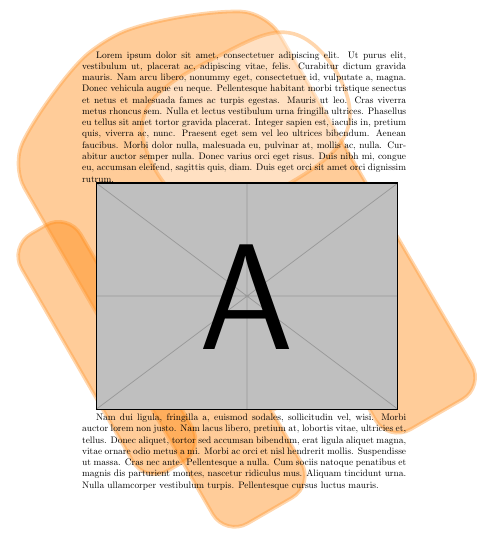 Lorem ipsum dolor sit amet, consectetuer adipiscing elit. Ut purus elit,
vestibulum ut, placerat ac, adipiscing vitae, felis. Curabitur dictum gravida
mauris. Nam arcu libero, nonummy eget, consectetuer id, vulputate a, magna.
Donec vehicula augue eu neque. Pellentesque habitant morbi tristique senectus
et netus et malesuada fames ac turpis egestas. Mauris ut leo. Cras viverra
metus rhoncus sem. Nulla et lectus vestibulum urna fringilla ultrices. Phasellus
eu tellus sit amet tortor gravida placerat. Integer sapien est, iaculis in, pretium
quis, viverra ac, nunc. Praesent eget sem vel leo ultrices bibendum. Aenean
faucibus. Morbi dolor nulla, malesuada eu, pulvinar at, mollis ac, nulla. Cur-
abitur auctor semper nulla. Donec varius orci eget risus. Duis nibh mi, congue
eu, accumsan eleifend, sagittis quis, diam. Duis eget orci sit amet orci dignissim
rutrum.
A
Nam dui ligula, fringilla a, euismod sodales, sollicitudin vel, wisi. Morbi
auctor lorem non justo. Nam lacus libero, pretium at, lobortis vitae, ultricies et,
tellus. Donec aliquet, tortor sed accumsan bibendum, erat ligula aliquet magna,
vitae ornare odio metus a mi. Morbi ac orci et nisl hendrerit mollis. Suspendisse
ut massa. Cras nec ante. Pellentesque a nulla. Cum sociis natoque penatibus et
magnis dis parturient montes, nascetur ridiculus mus. Aliquam tincidunt urna.
Nulla ullamcorper vestibulum turpis. Pellentesque cursus luctus mauris.